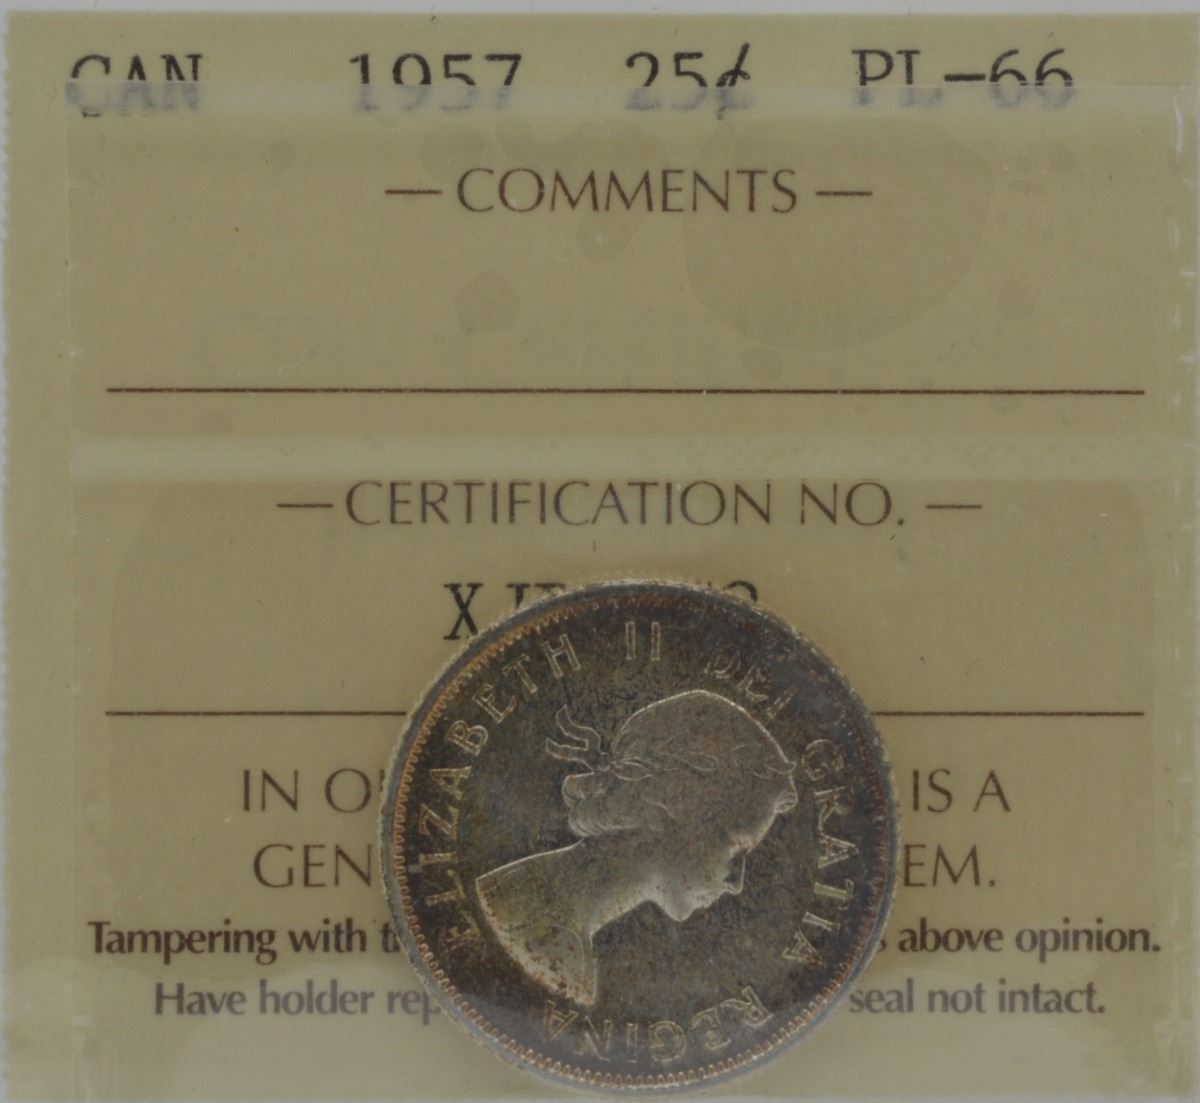 CAN 1957 25¢ PL-66
— COMMENTS —
— CERTIFICATION NO. —
X
IN O IS A
GEN EM.
Tampering with above opinion.
Have holder rep seal not intact.
ELIZABETH II DEI GRATIA REGINA